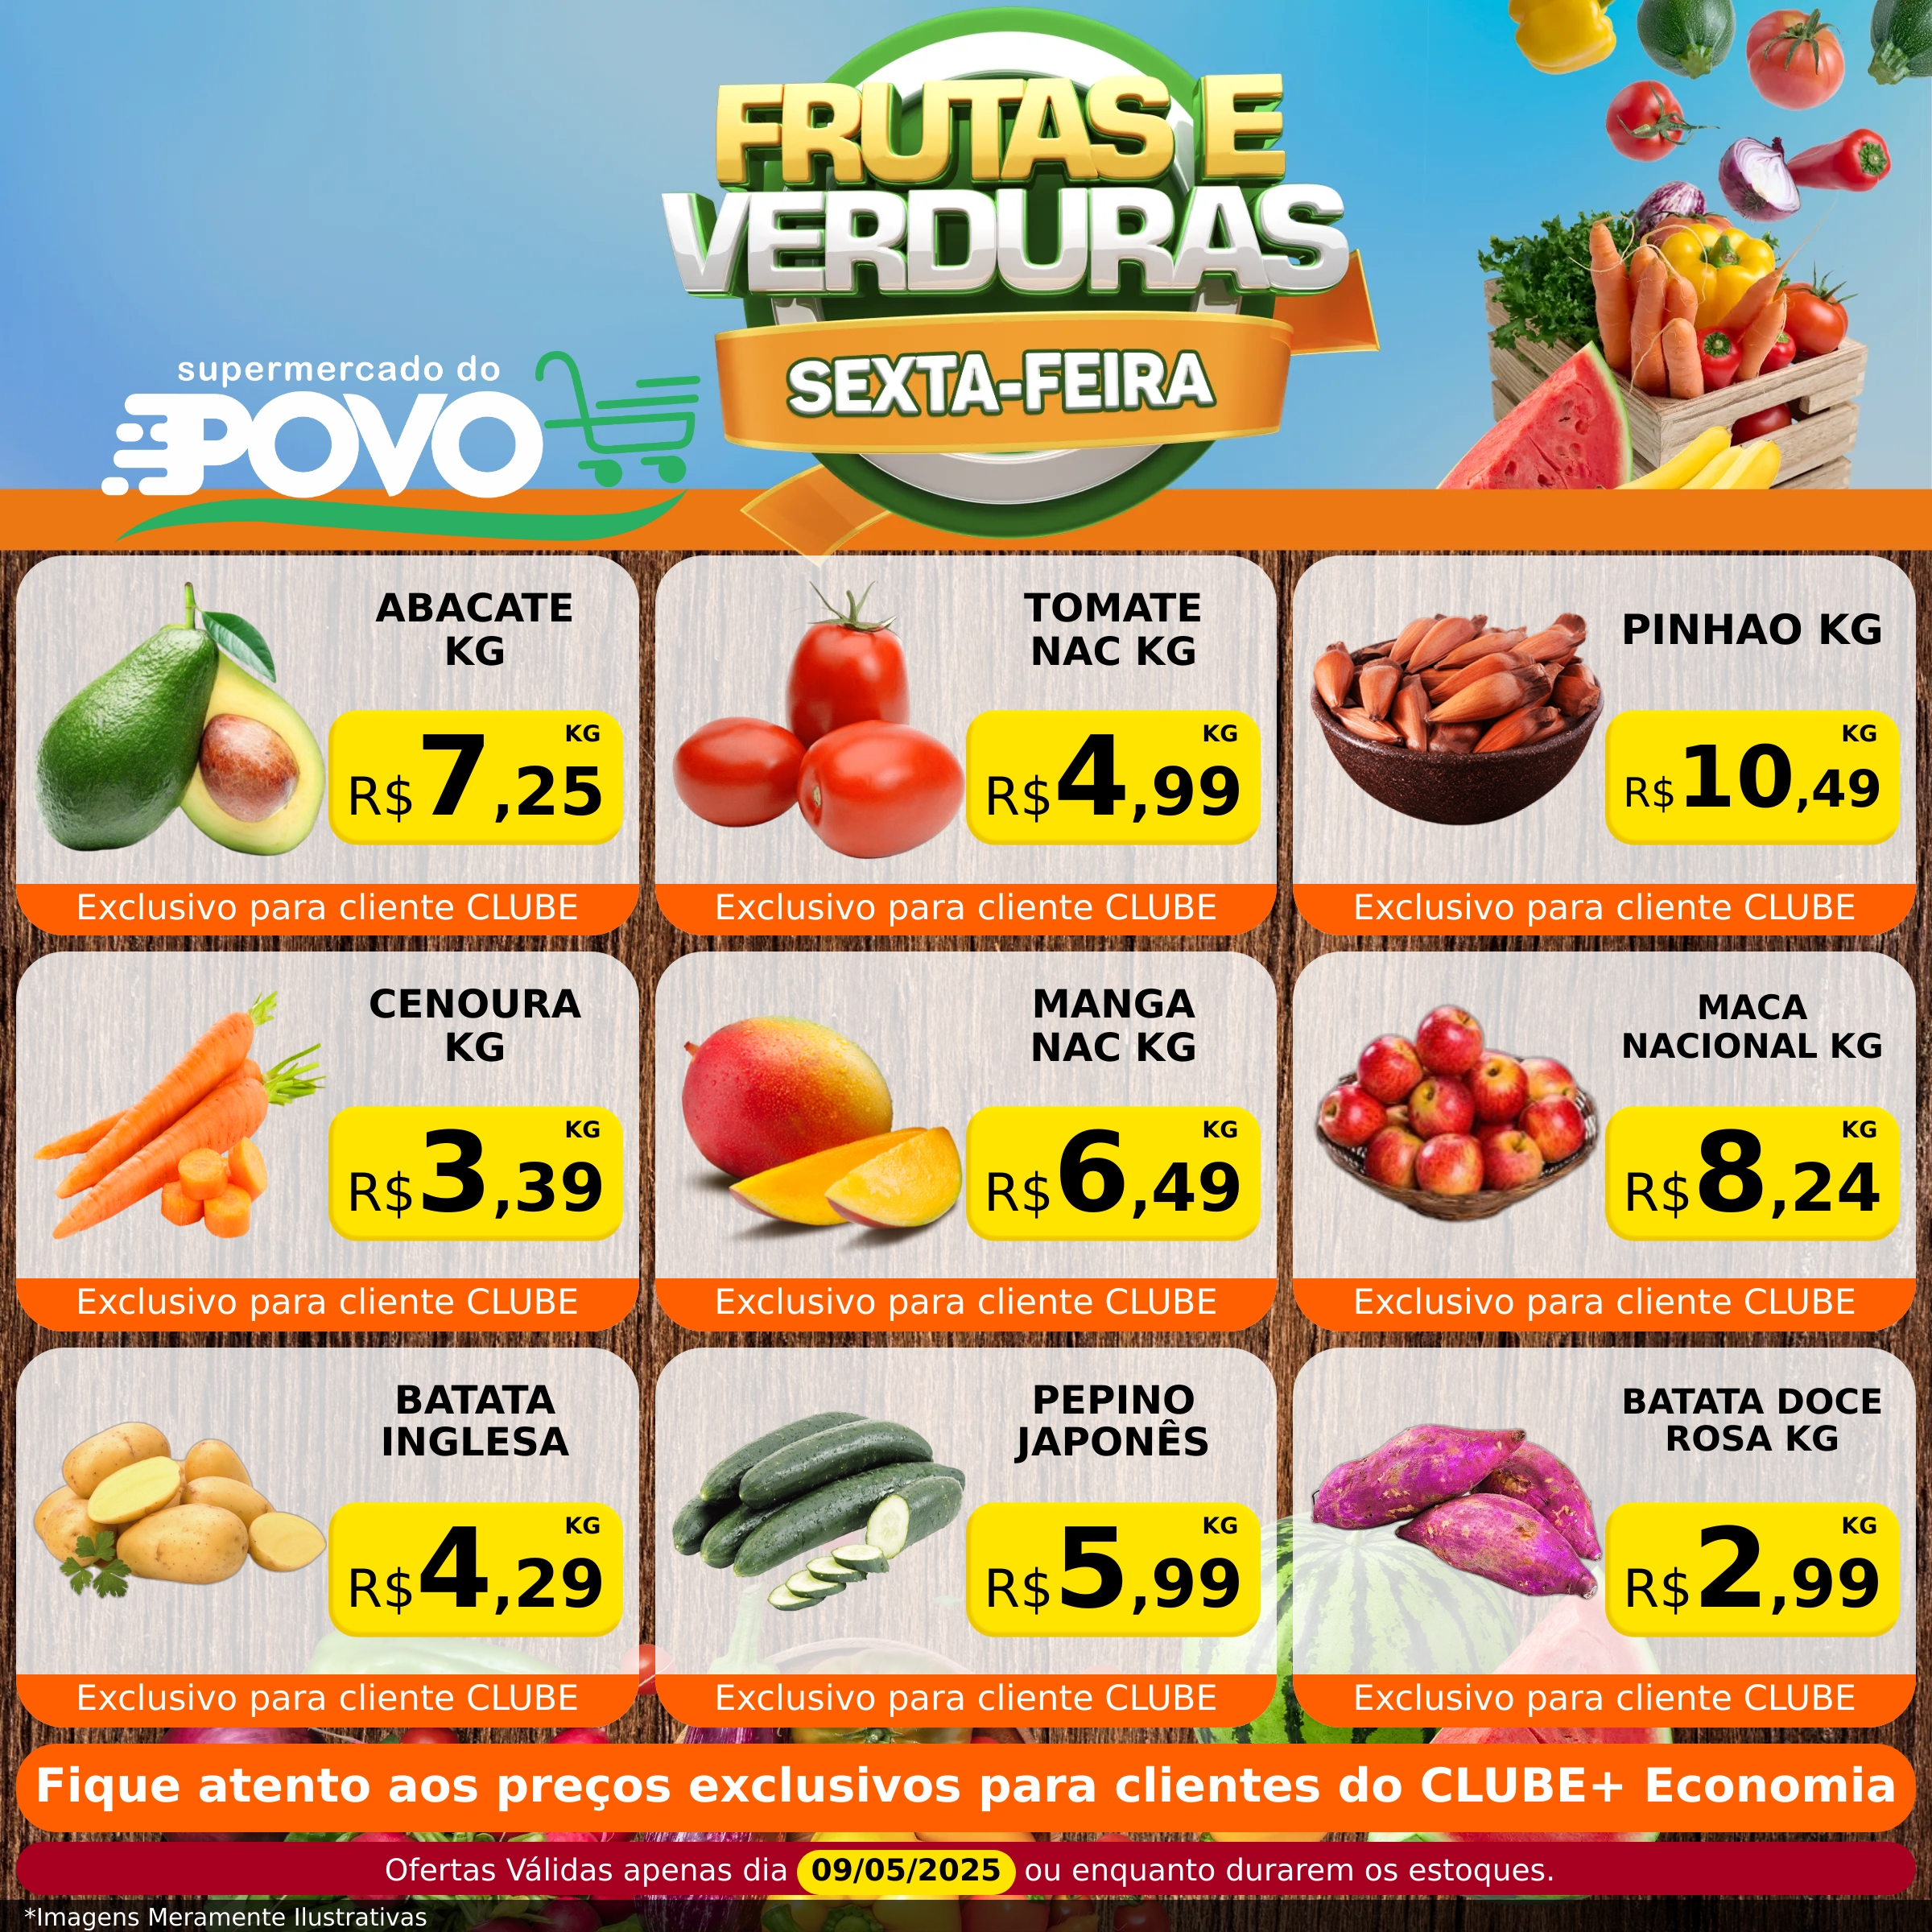 FRUTAS E
VERDURAS
SEXTA-FEIRA
supermercado do
POVO
ABACATE
KG
KG
R$7,25
Exclusivo para cliente CLUBE
TOMATE
NAC KG
KG
R$4,99
Exclusivo para cliente CLUBE
PINHAO KG
KG
R$10,49
Exclusivo para cliente CLUBE
CENOURA
KG
KG
R$3,39
Exclusivo para cliente CLUBE
MANGA
NAC KG
KG
R$6,49
Exclusivo para cliente CLUBE
MACA
NACIONAL KG
KG
R$8,24
Exclusivo para cliente CLUBE
BATATA
INGLESA
KG
R$4,29
Exclusivo para cliente CLUBE
PEPINO
JAPONÊS
KG
R$5,99
Exclusivo para cliente CLUBE
BATATA DOCE
ROSA KG
KG
R$2,99
Exclusivo para cliente CLUBE
Fique atento aos preços exclusivos para clientes do CLUBE+ Economia
Ofertas Válidas apenas dia 09/05/2025 ou enquanto durarem os estoques.
*Imagens Meramente Ilustrativas